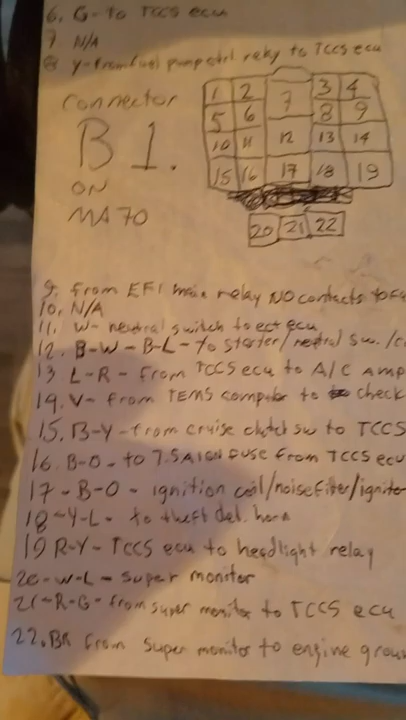 6. G - to TCCS ecu
7. N/A
8 Y - from fuel pump ctrl relay to TCCS ecu
Connector
B 1.
ON
MA70
1 2 7 3 4
5 6 8 9
10 11 12 13 14
15 16 17 18 19
20 21 22
9. from EFI main relay NO contacts to
10. N/A
11. W - neutral switch to ect ecu
12. B-W - B-L - to starter/neutral sw. /
13 L-R - from TCCS ecu to A/C AMP
14. V - from TEMS computer to check
15. B-Y - from cruise clutch sw to TCCS
16. B-O - to 7.5A IGN fuse from TCCS ecu
17 - B-O - ignition coil/noise filter/igniter
18 - Y-L - to theft det. horn
19 R-Y - TCCS ecu to headlight relay
20 - W-L - super monitor
21 - R-G - from super monitor to TCCS ecu
22. BR from super monitor to engine